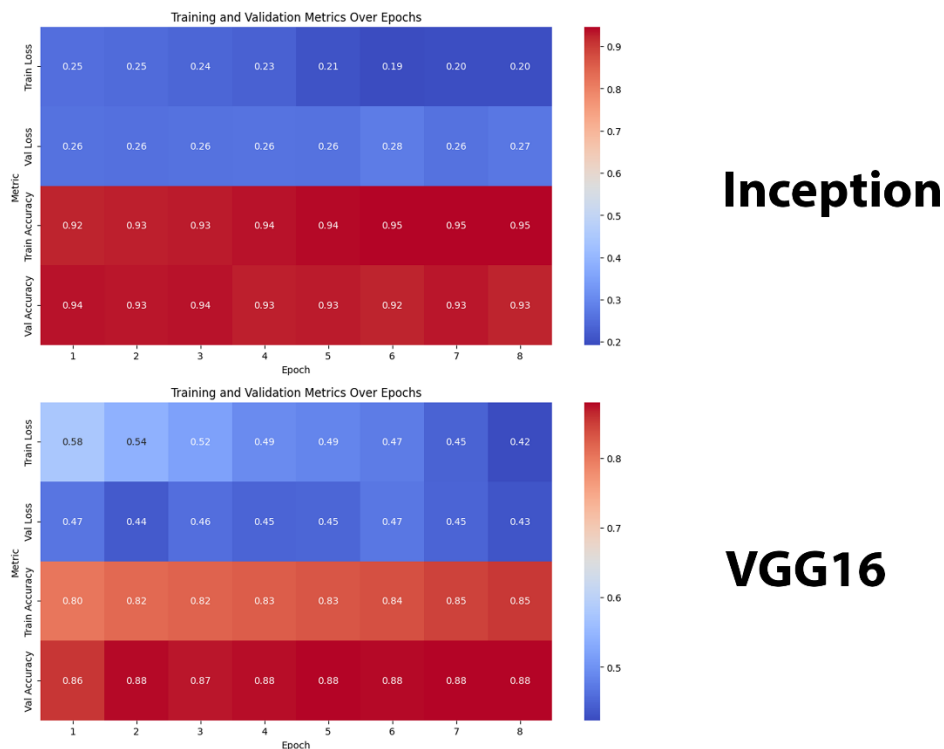 Training and Validation Metrics Over Epochs
Train Loss
0.25 0.25 0.24 0.23 0.21 0.19 0.20 0.20
Val Loss
0.26 0.26 0.26 0.26 0.26 0.28 0.26 0.27
Metric
Train Accuracy
0.92 0.93 0.93 0.94 0.94 0.95 0.95 0.95
Val Accuracy
0.94 0.93 0.94 0.93 0.93 0.92 0.93 0.93
1 2 3 4 5 6 7 8
Epoch
0.9
0.8
0.7
0.6
0.5
0.4
0.3
0.2
Inception
Training and Validation Metrics Over Epochs
Train Loss
0.58 0.54 0.52 0.49 0.49 0.47 0.45 0.42
Val Loss
0.47 0.44 0.46 0.45 0.45 0.47 0.45 0.43
Metric
Train Accuracy
0.80 0.82 0.82 0.83 0.83 0.84 0.85 0.85
Val Accuracy
0.86 0.88 0.87 0.88 0.88 0.88 0.88 0.88
1 2 3 4 5 6 7 8
Epoch
0.8
0.7
0.6
0.5
VGG16